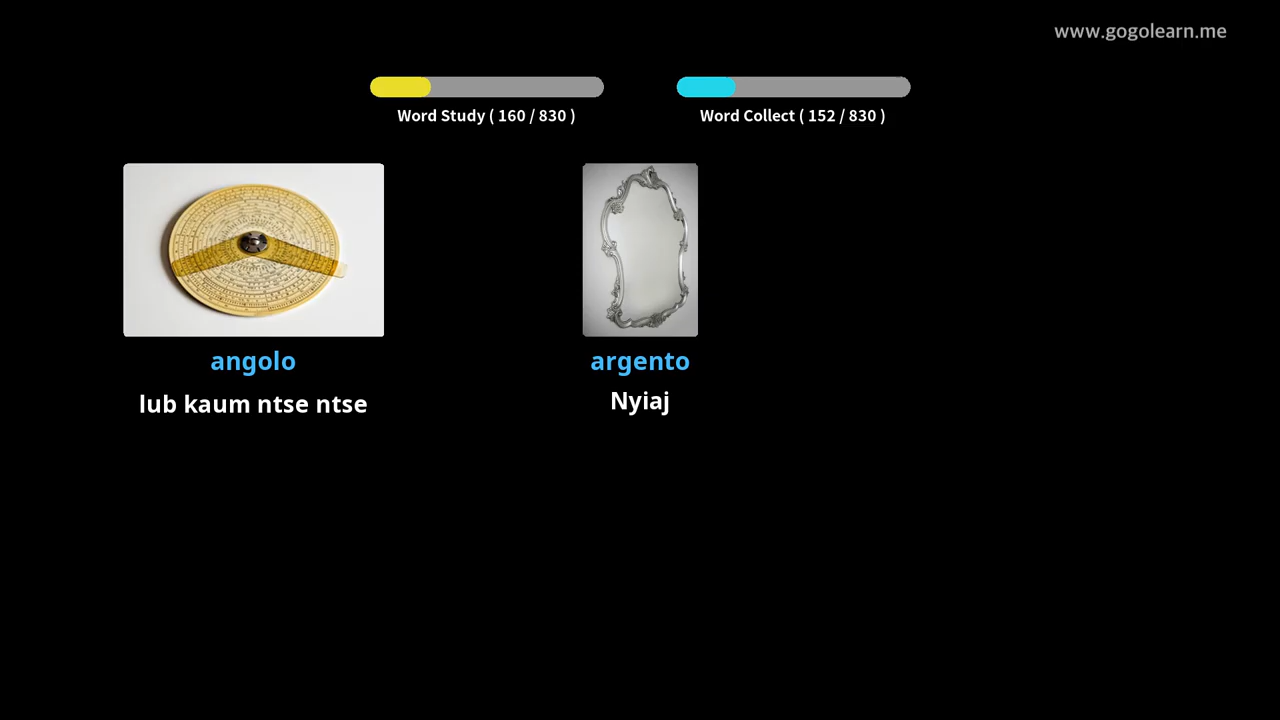 www.gogolearn.me
Word Study ( 160 / 830 )
Word Collect ( 152 / 830 )
angolo
lub kaum ntse ntse
argento
Nyiaj